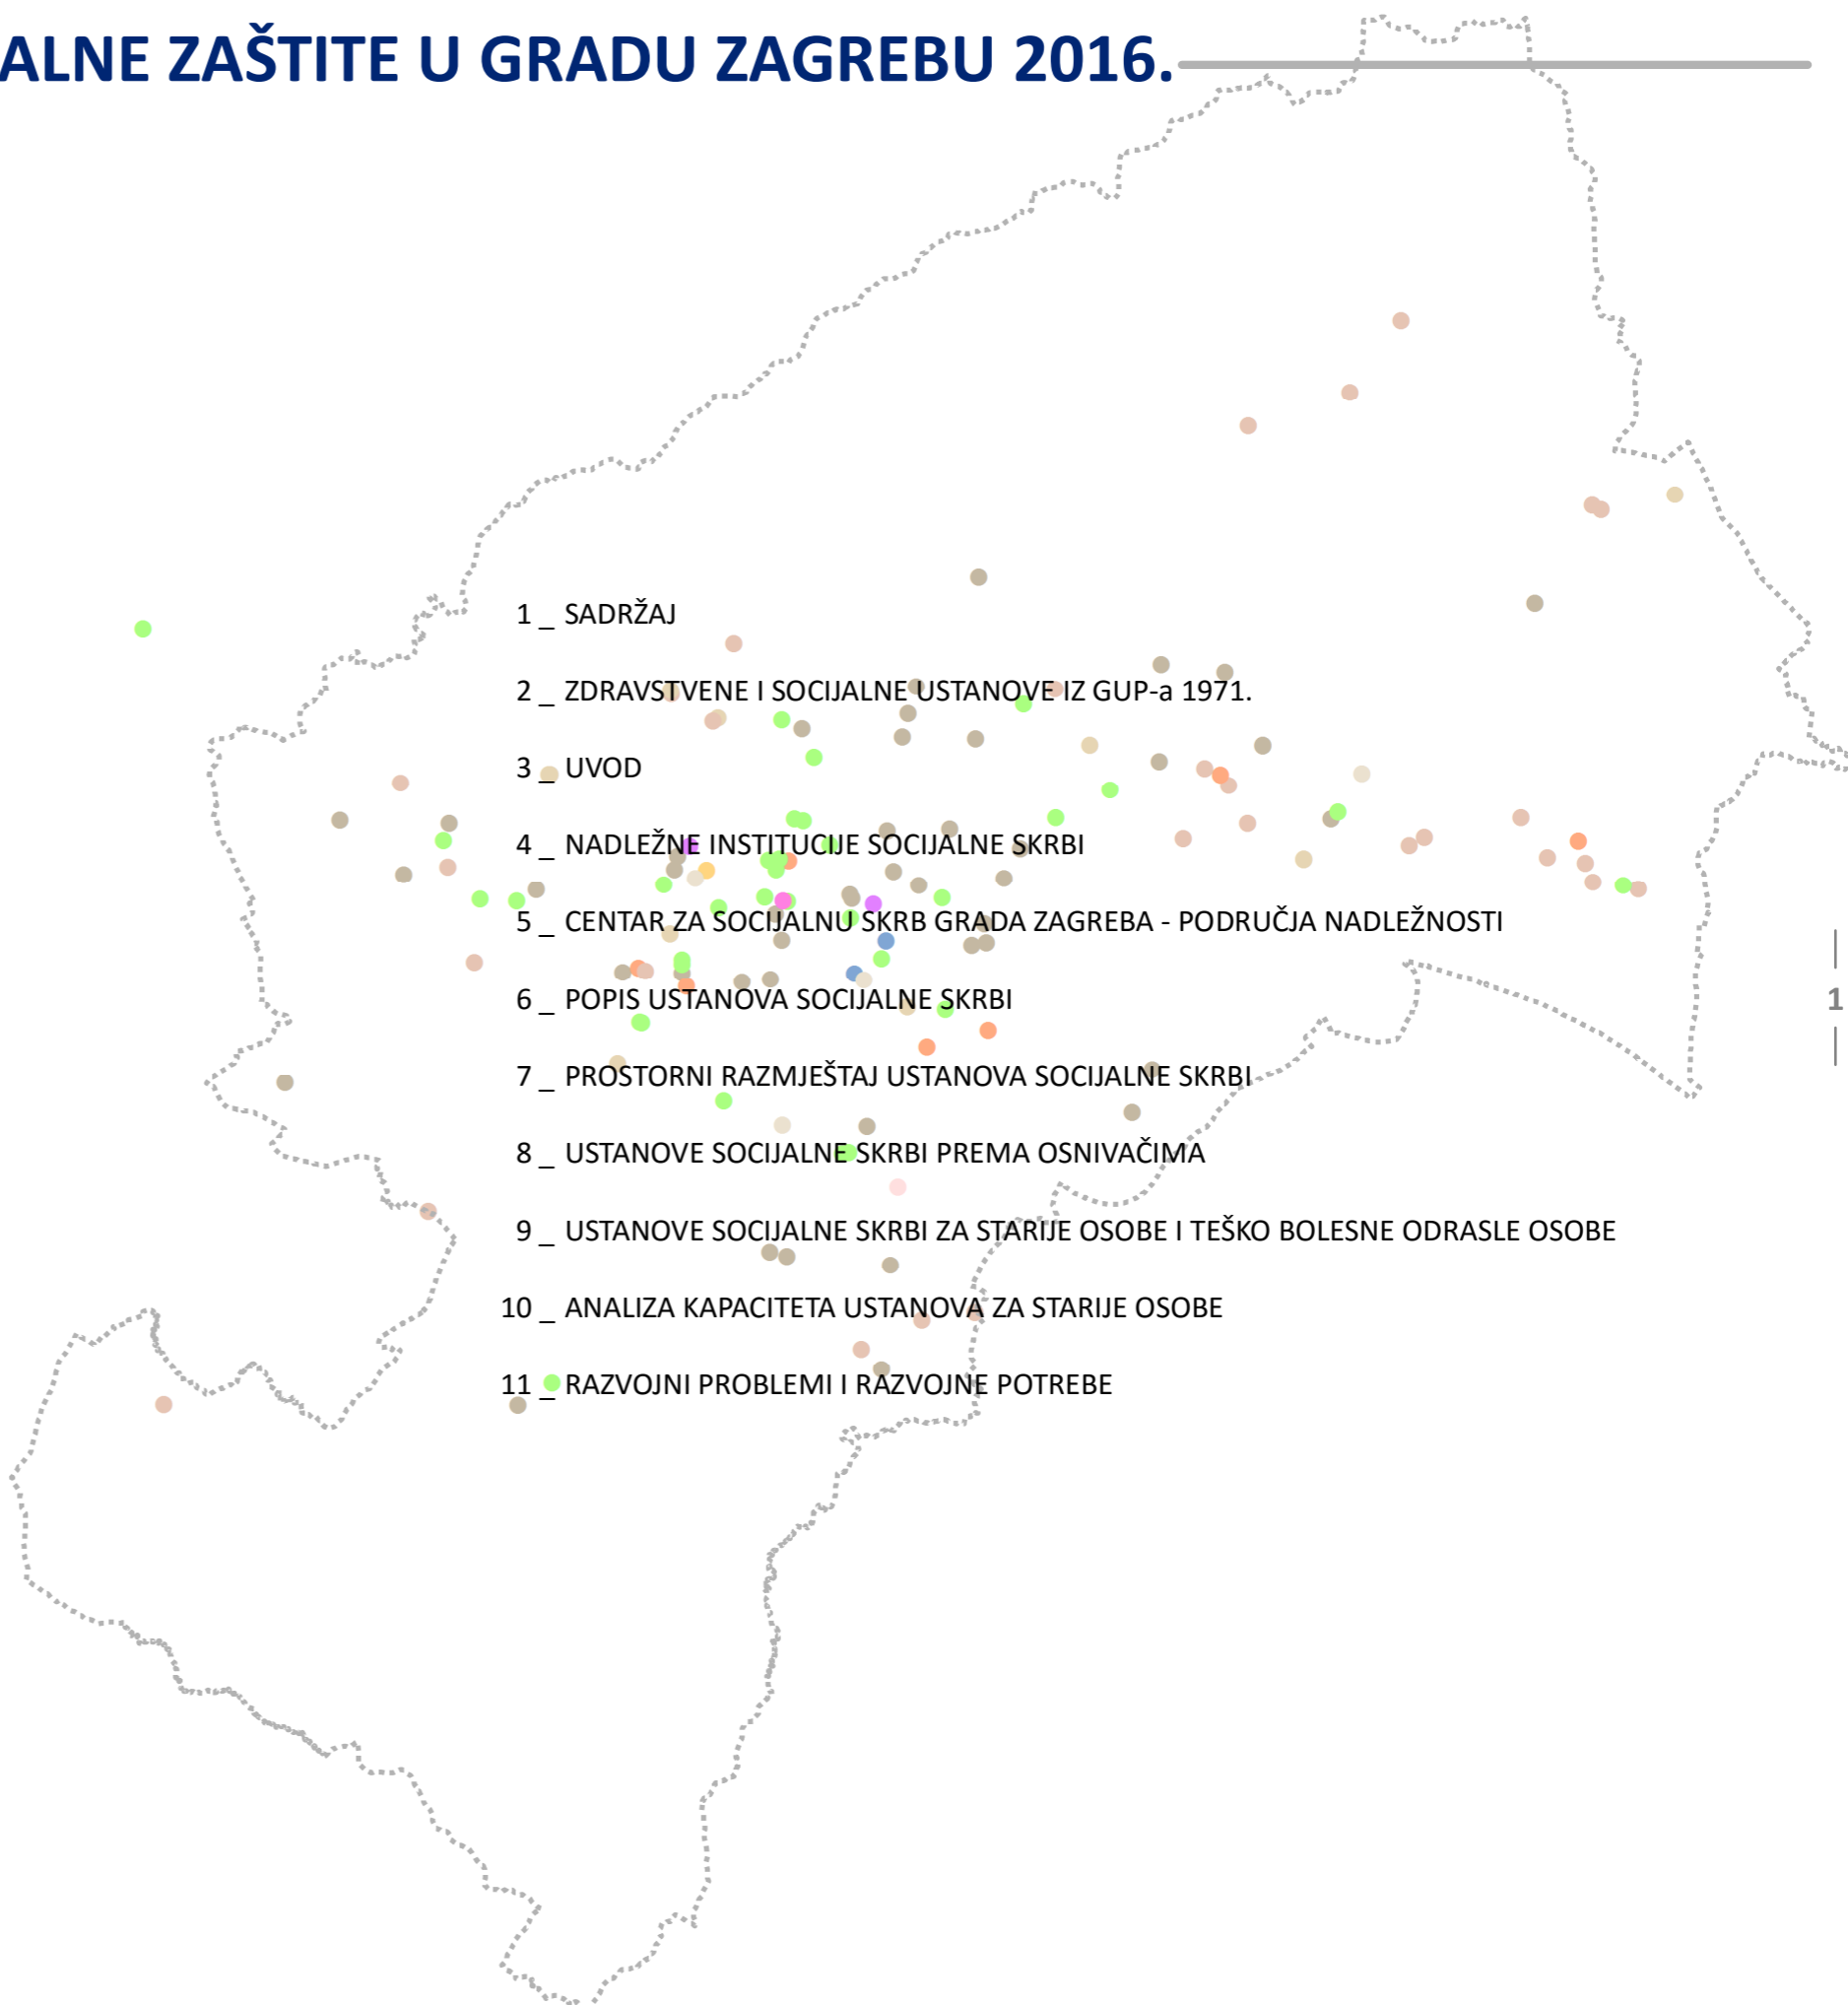 ALNE ZAŠTITE U GRADU ZAGREBU 2016.
1 _ SADRŽAJ
2 _ ZDRAVSTVENE I SOCIJALNE USTANOVE IZ GUP-a 1971.
3 _ UVOD
4 _ NADLEŽNE INSTITUCIJE SOCIJALNE SKRBI
5 _ CENTAR ZA SOCIJALNU SKRB GRADA ZAGREBA - PODRUČJA NADLEŽNOSTI
6 _ POPIS USTANOVA SOCIJALNE SKRBI
1
7 _ PROSTORNI RAZMJEŠTAJ USTANOVA SOCIJALNE SKRBI
8 _ USTANOVE SOCIJALNE SKRBI PREMA OSNIVAČIMA
9 _ USTANOVE SOCIJALNE SKRBI ZA STARIJE OSOBE I TEŠKO BOLESNE ODRASLE OSOBE
10 _ ANALIZA KAPACITETA USTANOVA ZA STARIJE OSOBE
11 _ RAZVOJNI PROBLEMI I RAZVOJNE POTREBE